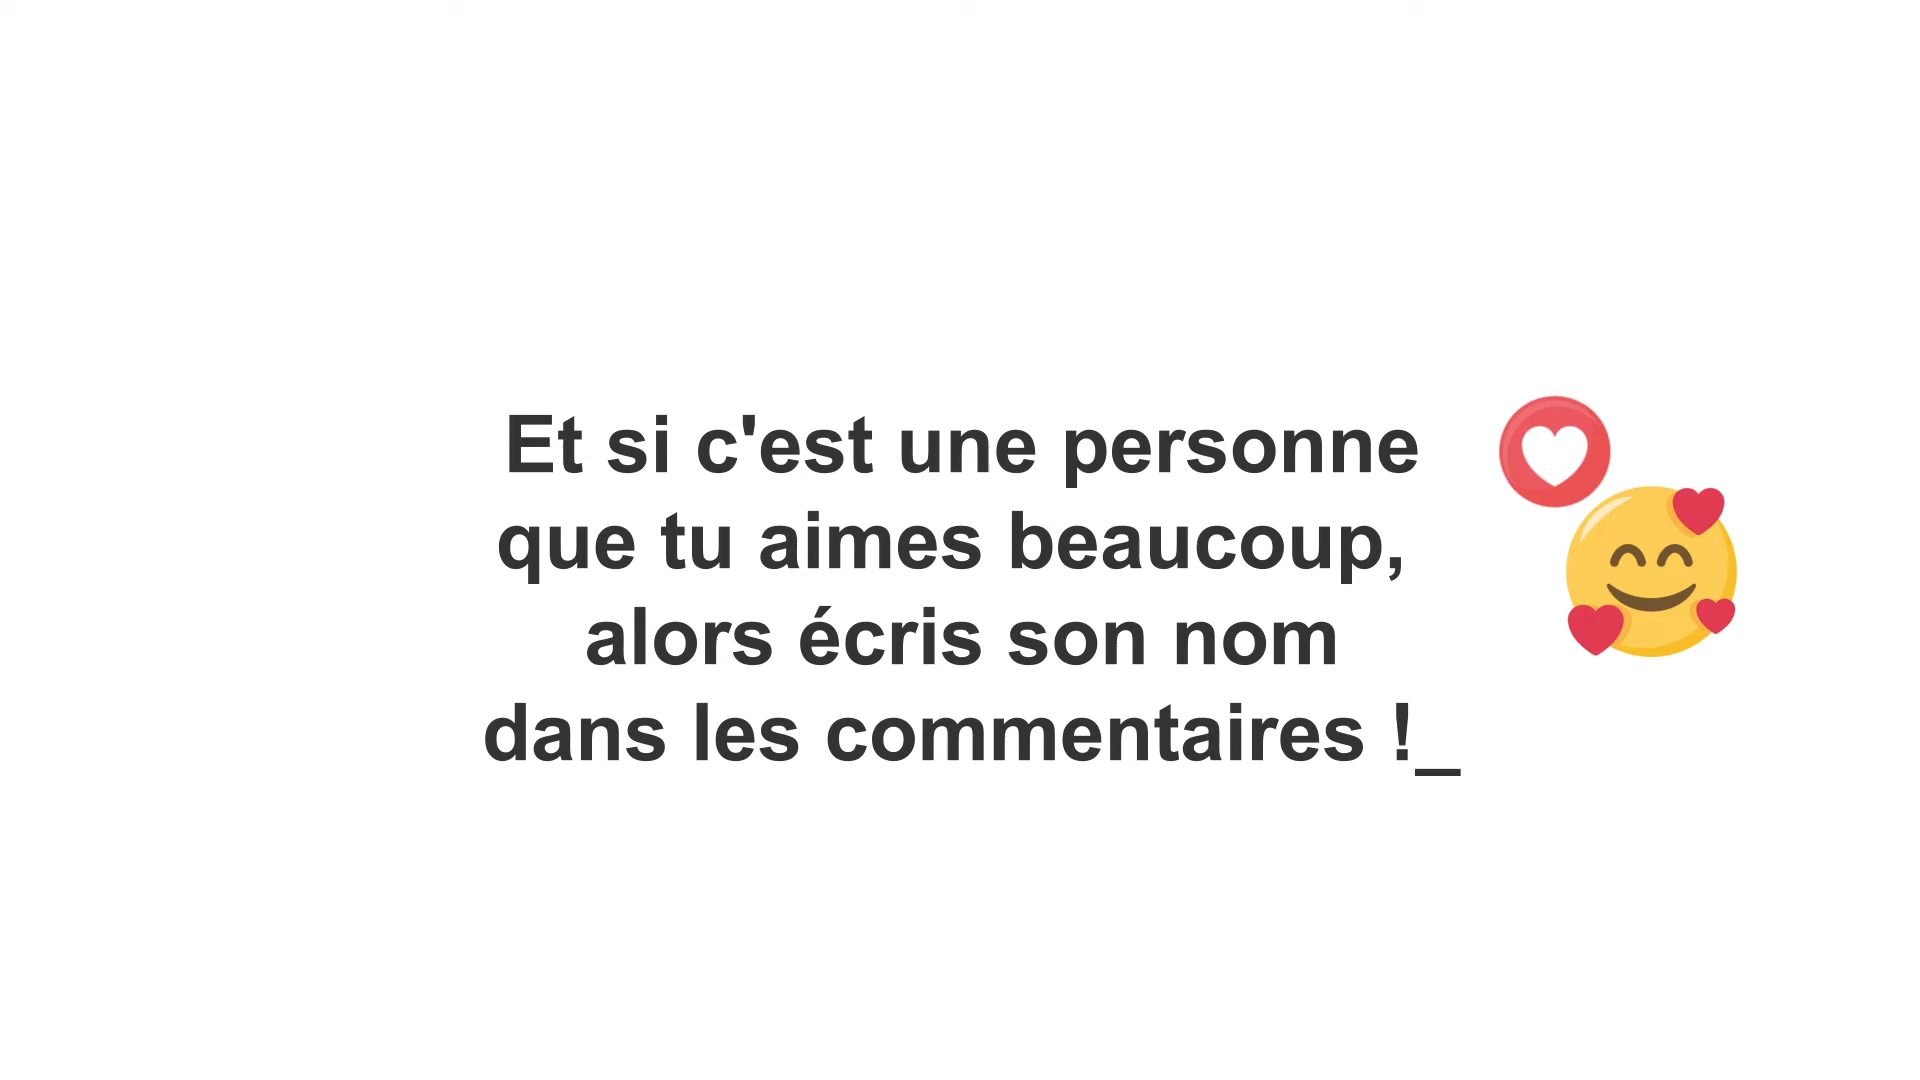 Et si c'est une personne
que tu aimes beaucoup,
alors écris son nom
dans les commentaires !_